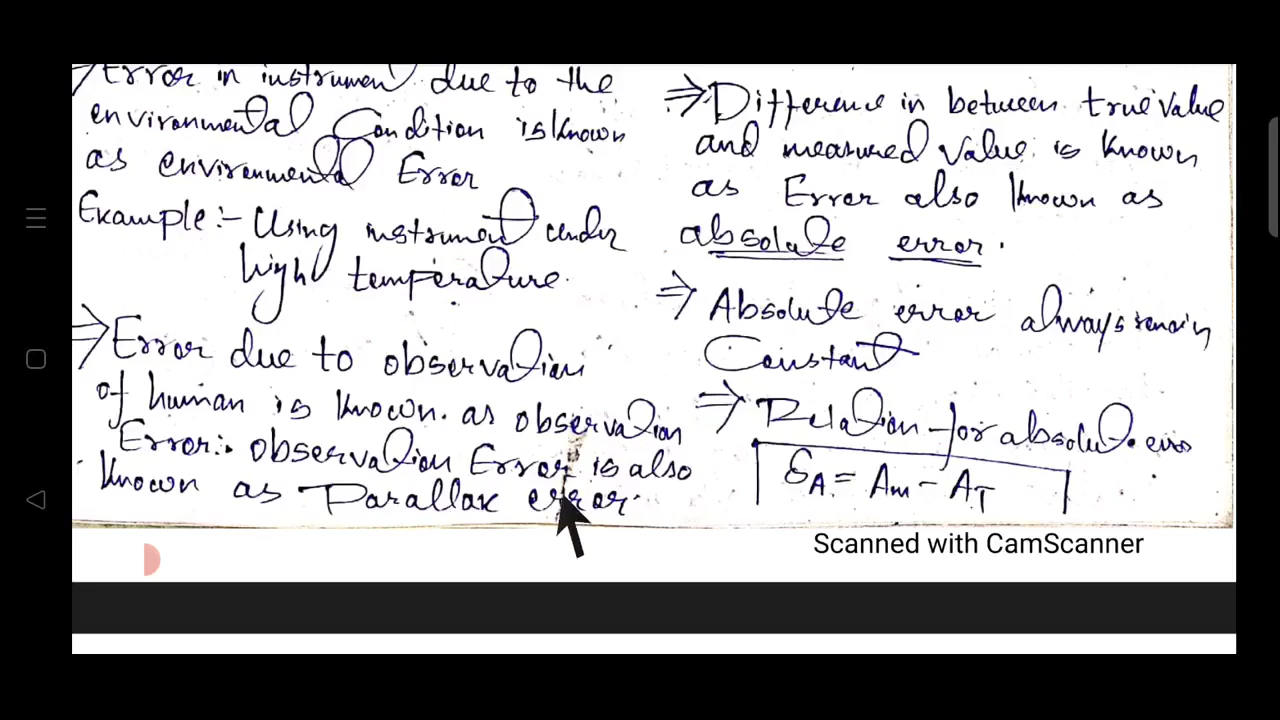 ⇒ Error in instrument due to the
environmental Condition is known
as environmental Error
Example:- Using instrument under
high temperature.
⇒ Error due to observation
of human is known. as observation
Error:. observation Error is also
known as Parallax error.
⇒ Difference in between true value
and measured value is known
as Error also known as
absolute error.
⇒ Absolute error always remain
Constant
⇒ Relation for absolute error
εA = Am - AT
Scanned with CamScanner